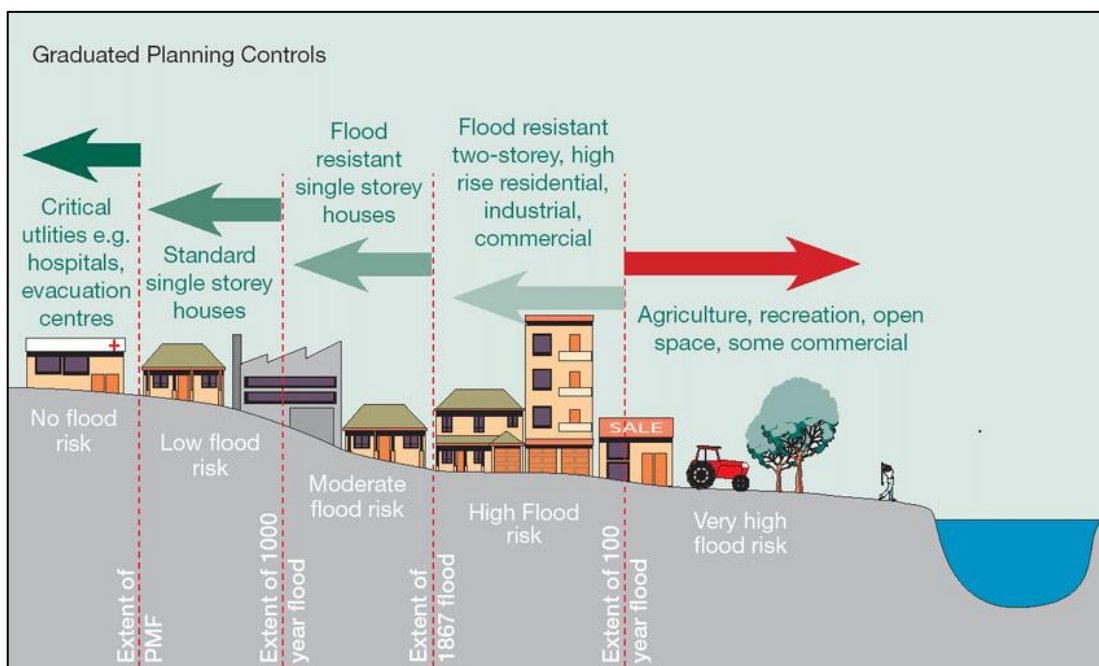 Graduated Planning Controls
Critical
utlities e.g.
hospitals,
evacuation
centres
Standard
single storey
houses
Flood
resistant
single storey
houses
Flood resistant
two-storey, high
rise residential,
industrial,
commercial
Agriculture, recreation, open
space, some commercial
SALE
No flood
risk
Low flood
risk
Moderate
flood risk
High Flood
risk
Very high
flood risk
Extent of
PMF
Extent of 1000
year flood
Extent of
1867 flood
Extent of 100
year flood